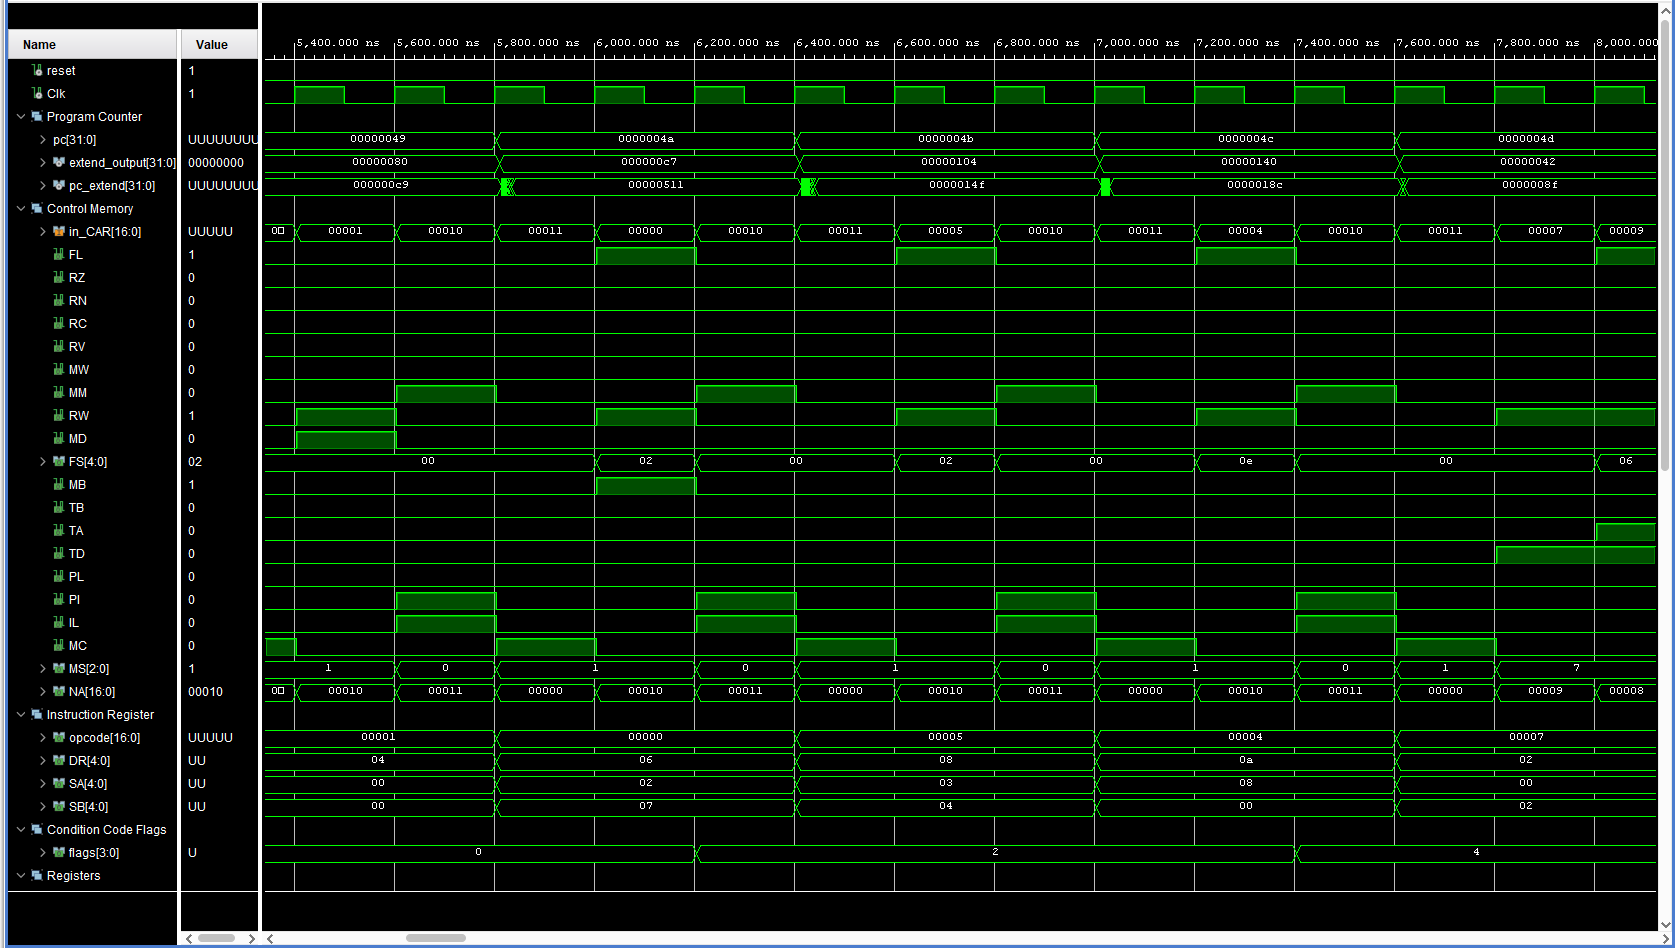 Name Value 5,400.000 ns 5,600.000 ns 5,800.000 ns 6,000.000 ns 6,200.000 ns 6,400.000 ns 6,600.000 ns 6,800.000 ns 7,000.000 ns 7,200.000 ns 7,400.000 ns 7,600.000 ns 7,800.000 ns 8,000.000
reset 1
Clk 1
Program Counter
pc[31:0] UUUUUUUU 00000049 0000004a 0000004b 0000004c 0000004d
extend_output[31:0] 00000000 00000080 000000c7 00000104 00000140 00000042
pc_extend[31:0] UUUUUUUU 000000c9 00000511 0000014f 0000018c 0000008f
Control Memory
in_CAR[16:0] UUUUU 00 00001 00010 00011 00000 00010 00011 00005 00010 00011 00004 00010 00011 00007 00009
FL 1
RZ 0
RN 0
RC 0
RV 0
MW 0
MM 0
RW 1
MD 0
FS[4:0] 02 00 02 00 02 00 0e 00 06
MB 1
TB 0
TA 0
TD 0
PL 0
PI 0
IL 0
MC 0
MS[2:0] 1 1 0 1 0 1 0 1 0 1 7
NA[16:0] 00010 00 00010 00011 00000 00010 00011 00000 00010 00011 00000 00010 00011 00000 00009 00008
Instruction Register
opcode[16:0] UUUUU 00001 00000 00005 00004 00007
DR[4:0] UU 04 06 08 0a 02
SA[4:0] UU 00 02 03 08 00
SB[4:0] UU 00 07 04 00 02
Condition Code Flags
flags[3:0] U 0 2 4
Registers